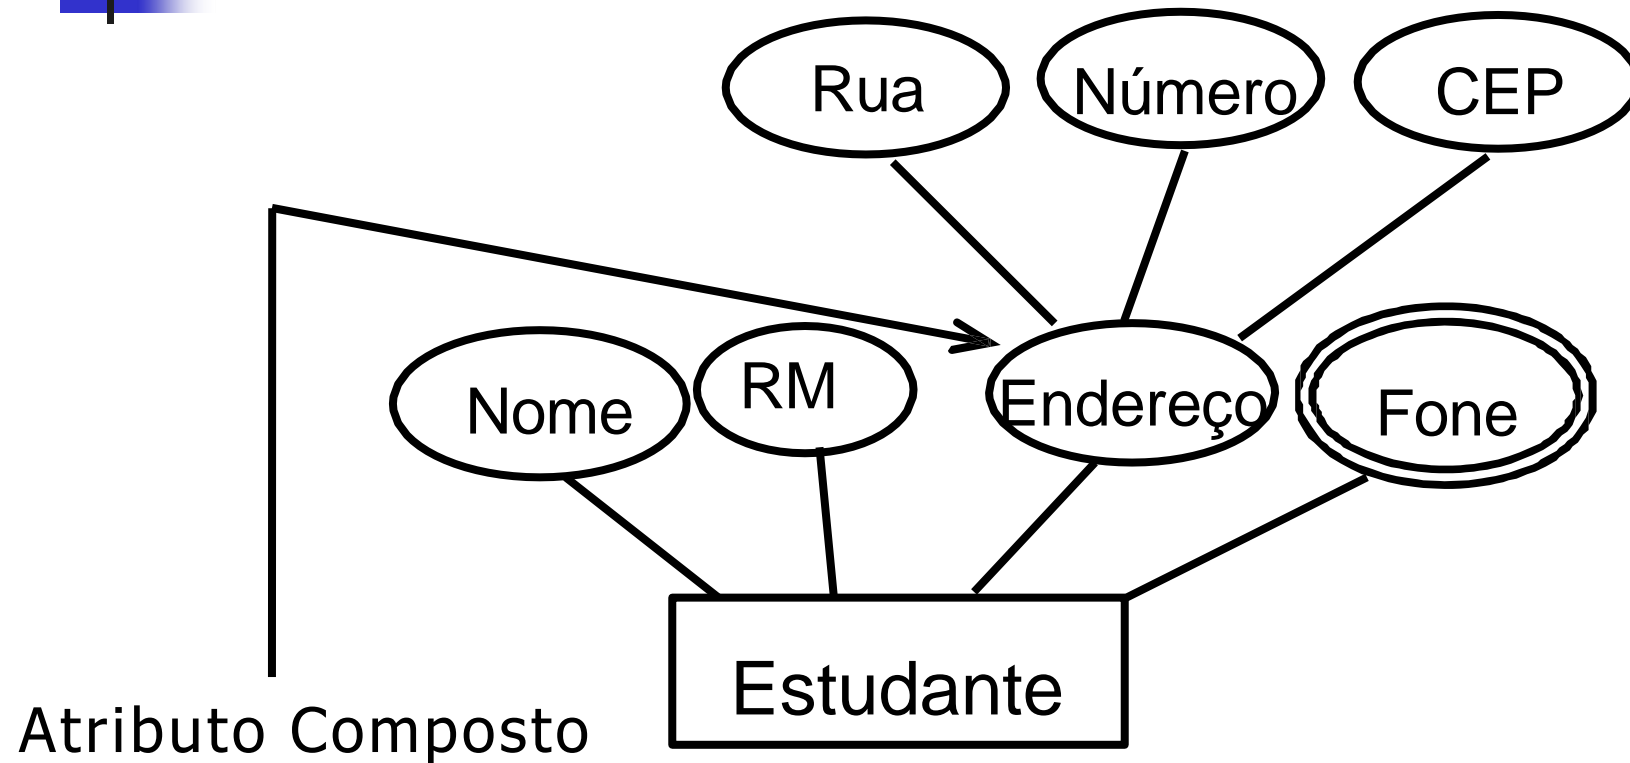 Rua
Número
CEP
Nome
RM
Endereço
Fone
Estudante
Atributo Composto